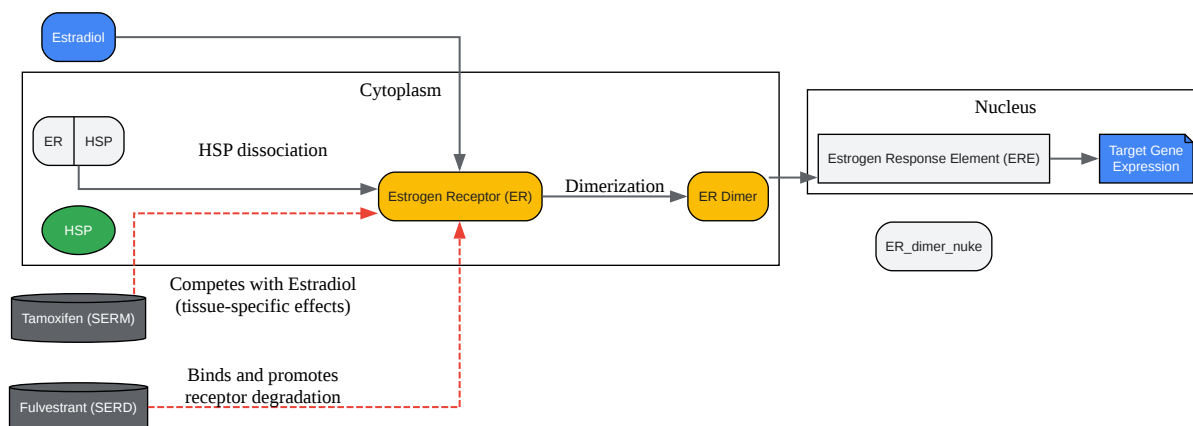 Estradiol
Cytoplasm
Nucleus
ER
HSP
HSP dissociation
Estrogen Response Element (ERE)
Target Gene
Expression
Estrogen Receptor (ER)
Dimerization
ER Dimer
HSP
ER_dimer_nuke
Competes with Estradiol
(tissue-specific effects)
Tamoxifen (SERM)
Binds and promotes
receptor degradation
Fulvestrant (SERD)